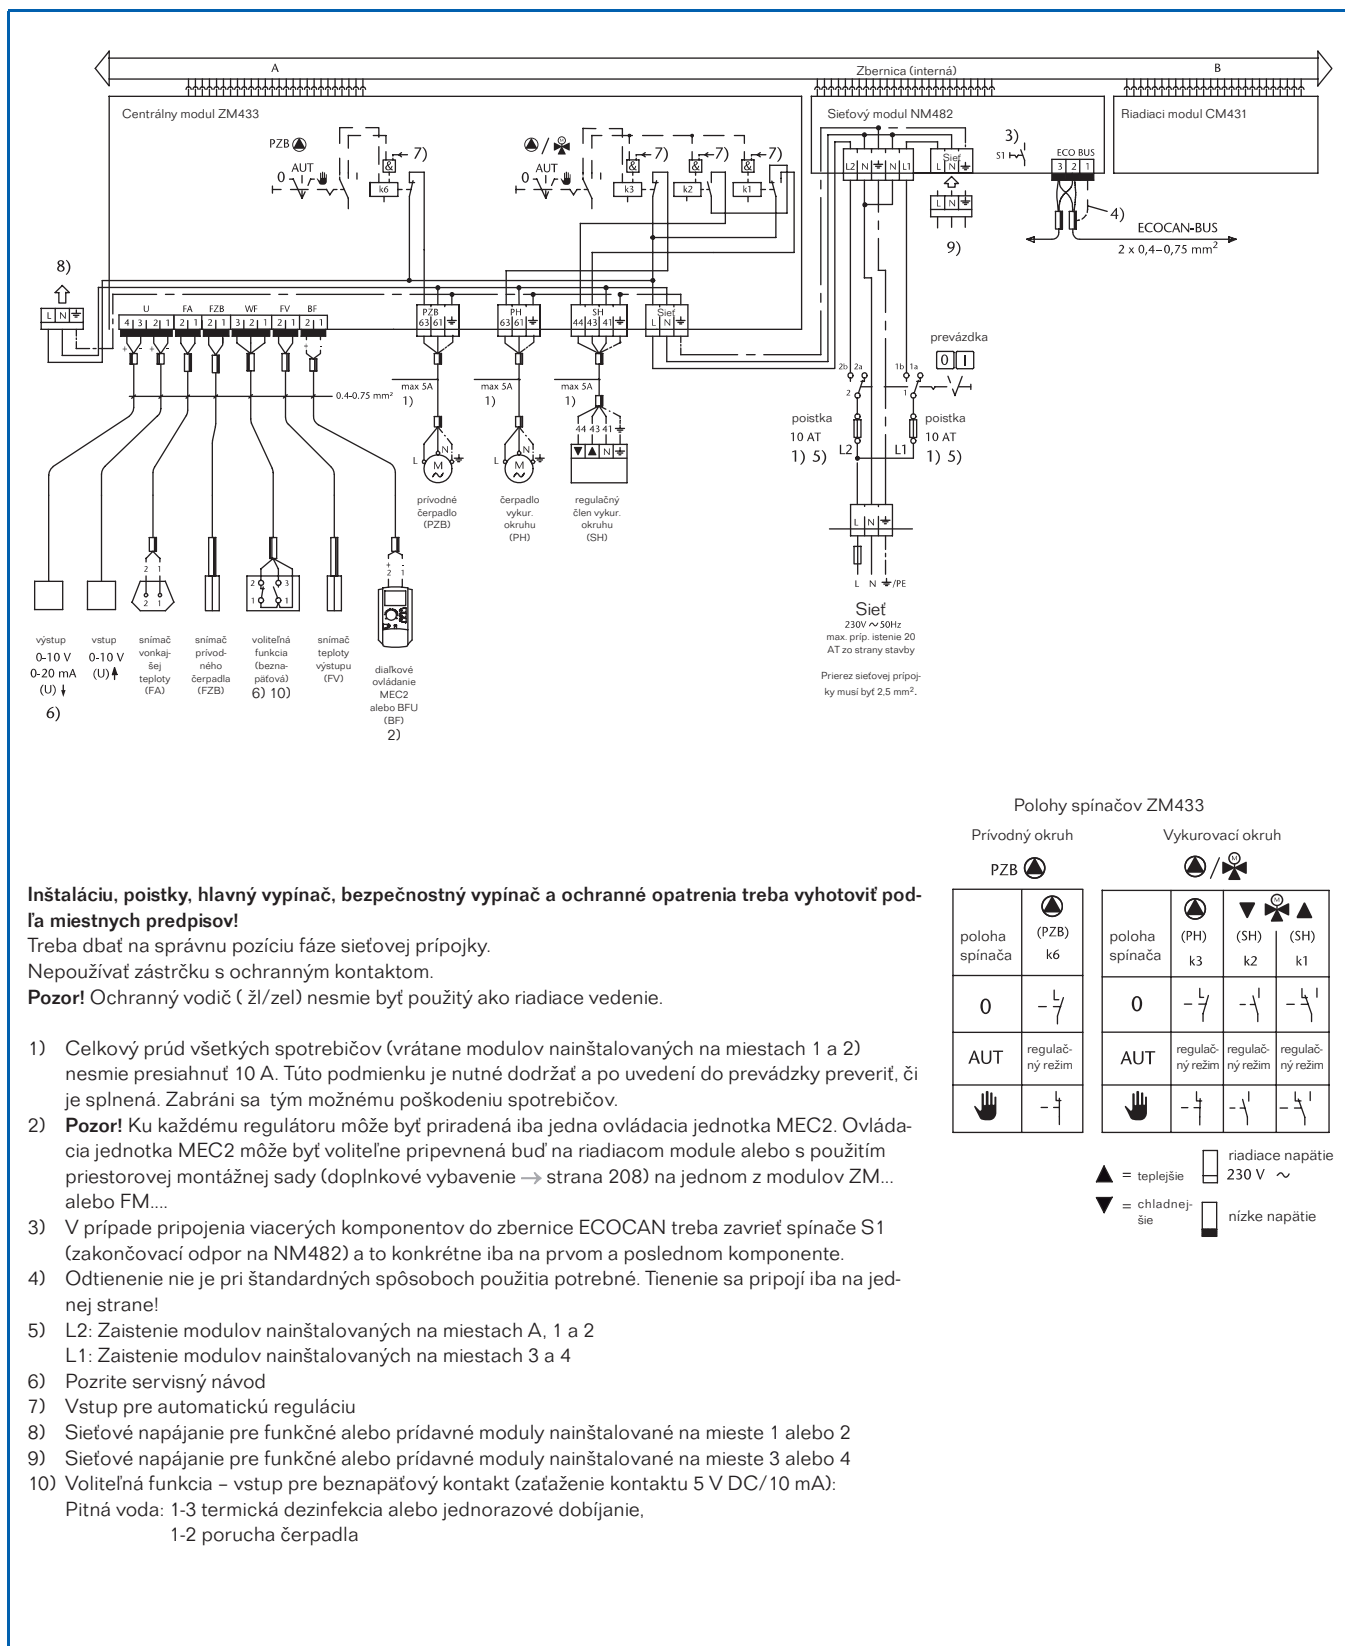 A
Zbernica (interná)
B
Centrálny modul ZM433
Sieťový modul NM482
Riadiaci modul CM431
PZB
0 AUT
k6
& 7)
0 AUT
k3
& 7)
k2
& 7)
k1
& 7)
L2 N N L1
Sieť
L N
L N
9)
3)
S1
ECO BUS
3 2 1
4)
ECOCAN-BUS
2 x 0,4–0,75 mm²
8)
L N
U FA FZB WF FV BF
4 3 2 1 2 1 2 1 3 2 1 2 1 2 1
PZB
63 61
PH
63 61
SH
44 43 41
Sieť
L N
0.4-0.75 mm²
max 5A
1)
max 5A
1)
max 5A
1)
44 43 41
L N
M
L N
M
N
prívodné
čerpadlo
(PZB)
čerpadlo
vykur.
okruhu
(PH)
regulačný
člen vykur.
okruhu
(SH)
prevázdka
0 I
2b 2a
2
1b 1a
1
poistka
10 AT
1) 5)
L2
L1
poistka
10 AT
1) 5)
L N
L N /PE
Sieť
230V ~ 50Hz
max. príp. istenie 20
AT zo strany stavby
Prierez sieťovej prípoj-
ky musí byť 2,5 mm².
2 1
2 1
2 3
1 1
+
2 1
výstup
0-10 V
0-20 mA
(U)
6)
vstup
0-10 V
(U)
snímač
vonkaj-
šej
teploty
(FA)
snímač
prívod-
ného
čerpadla
(FZB)
voliteľná
funkcia
(bezna-
päťová)
6) 10)
snímač
teploty
výstupu
(FV)
diaľkové
ovládanie
MEC2
alebo BFU
(BF)
2)
Polohy spínačov ZM433
Prívodný okruh
Vykurovací okruh
PZB
/
M
poloha
spínača
(PZB)
k6
0
AUT
regulač-
ný režim
poloha
spínača
(PH)
k3
M
(SH)
k2
(SH)
k1
0
AUT
regulač-
ný režim
regulač-
ný režim
regulač-
ný režim
= teplejšie
= chladnej-
šie
riadiace napätie
230 V ~
nízke napätie
Inštaláciu, poistky, hlavný vypínač, bezpečnostný vypínač a ochranné opatrenia treba vyhotoviť pod-
ľa miestnych predpisov!
Treba dbať na správnu pozíciu fáze sieťovej prípojky.
Nepoužívať zástrčku s ochranným kontaktom.
Pozor! Ochranný vodič ( žl/zel) nesmie byť použitý ako riadiace vedenie.
1) Celkový prúd všetkých spotrebičov (vrátane modulov nainštalovaných na miestach 1 a 2)
nesmie presiahnuť 10 A. Túto podmienku je nutné dodržať a po uvedení do prevádzky preveriť, či
je splnená. Zabráni sa tým možnému poškodeniu spotrebičov.
2) Pozor! Ku každému regulátoru môže byť priradená iba jedna ovládacia jednotka MEC2. Ovláda-
cia jednotka MEC2 môže byť voliteľne pripevnená buď na riadiacom module alebo s použitím
priestorovej montážnej sady (doplnkové vybavenie → strana 208) na jednom z modulov ZM...
alebo FM....
3) V prípade pripojenia viacerých komponentov do zbernice ECOCAN treba zavrieť spínače S1
(zakončovací odpor na NM482) a to konkrétne iba na prvom a poslednom komponente.
4) Odtienenie nie je pri štandardných spôsoboch použitia potrebné. Tienenie sa pripojí iba na jed-
nej strane!
5) L2: Zaistenie modulov nainštalovaných na miestach A, 1 a 2
L1: Zaistenie modulov nainštalovaných na miestach 3 a 4
6) Pozrite servisný návod
7) Vstup pre automatickú reguláciu
8) Sieťové napájanie pre funkčné alebo prídavné moduly nainštalované na mieste 1 alebo 2
9) Sieťové napájanie pre funkčné alebo prídavné moduly nainštalované na mieste 3 alebo 4
10) Voliteľná funkcia – vstup pre beznapäťový kontakt (zaťaženie kontaktu 5 V DC/10 mA):
Pitná voda: 1-3 termická dezinfekcia alebo jednorazové dobíjanie,
1-2 porucha čerpadla